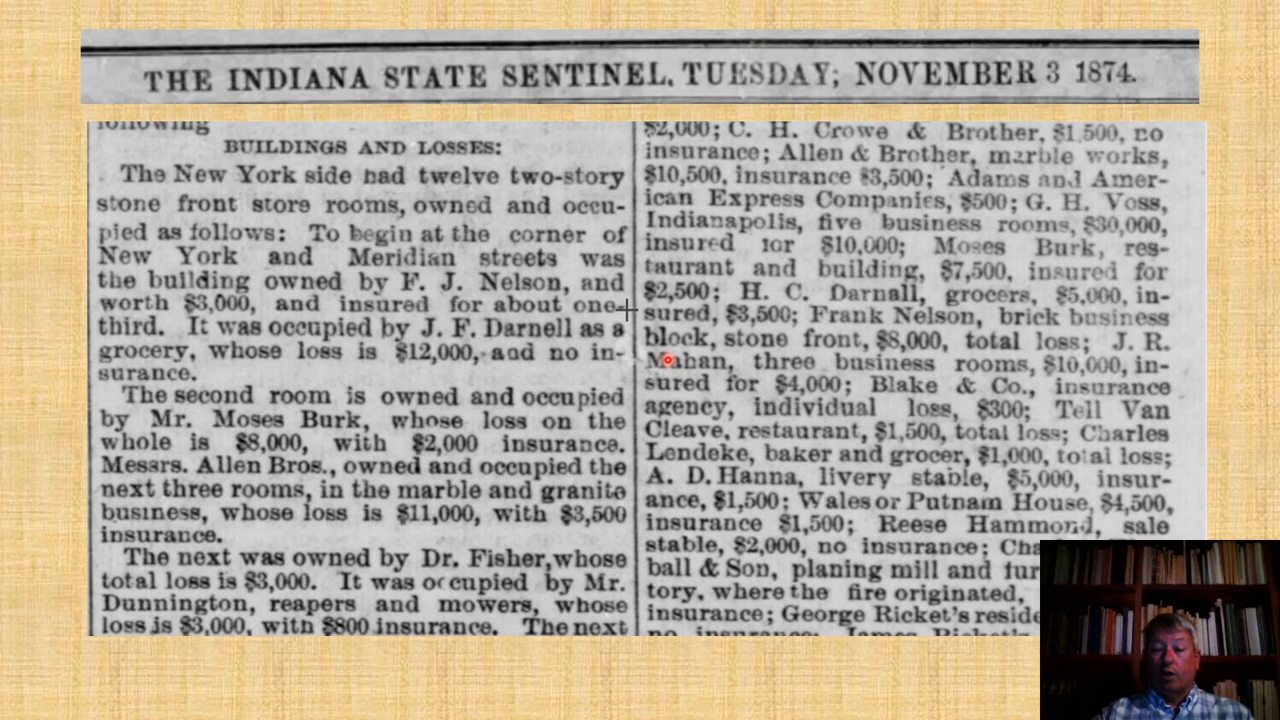 THE INDIANA STATE SENTINEL, TUESDAY; NOVEMBER 3 1874.
following
BUILDINGS AND LOSSES:
The New York side had twelve two-story
stone front store rooms, owned and occu-
pied as follows: To begin at the corner of
New York and Meridian streets was
the building owned by F. J. Nelson, and
worth $3,000, and insured for about one-
third. It was occupied by J. F. Darnell as a
grocery, whose loss is $12,000, and no in-
surance.
The second room is owned and occupied
by Mr. Moses Burk, whose loss on the
whole is $8,000, with $2,000 insurance.
Messrs. Allen Bros., owned and occupied the
next three rooms, in the marble and granite
business, whose loss is $11,000, with $3,500
insurance.
The next was owned by Dr. Fisher, whose
total loss is $3,000. It was occupied by Mr.
Dunnington, reapers and mowers, whose
loss is $3,000, with $800 insurance. The next
$2,000; C. H. Crowe & Brother, $1,500, no
insurance; Allen & Brother, marble works,
$10,500, insurance $3,500; Adams and Amer-
ican Express Companies, $500; G. H. Voss,
Indianapolis, five business rooms, $30,000,
insured for $10,000; Moses Burk, res-
taurant and building, $7,500, insured for
$2,500; H. C. Darnall, grocers, $5,000, in-
sured, $3,500; Frank Nelson, brick business
block, stone front, $8,000, total loss; J. R.
Mahan, three business rooms, $10,000, in-
sured for $4,000; Blake & Co., insurance
agency, individual loss, $300; Tell Van
Cleave, restaurant, $1,500, total loss; Charles
Lendeke, baker and grocer, $1,000, total loss;
A. D. Hanna, livery stable, $5,000, insur-
ance, $1,500; Wales or Putnam House, $4,500,
insurance $1,500; Reese Hammond, sale
stable, $2,000, no insurance;
ball & Son, planing mill and fur
tory, where the fire originated,
insurance; George Ricket's reside
no insurance; James Ricket's